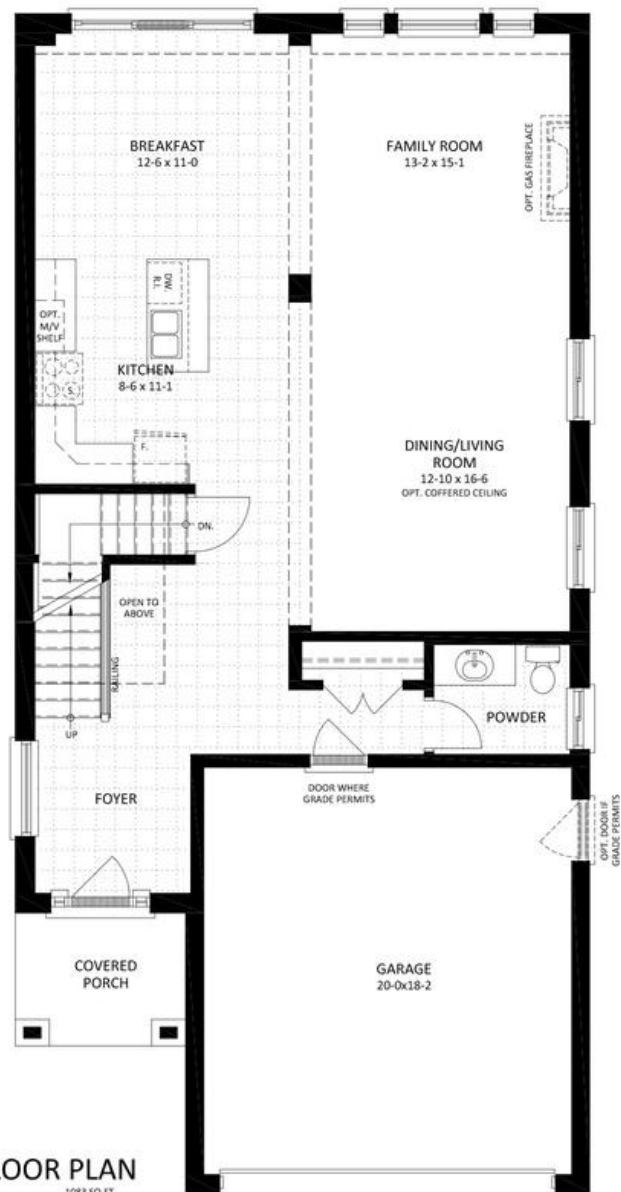 BREAKFAST
12-6 x 11-0
FAMILY ROOM
13-2 x 15-1
OPT. GAS FIREPLACE
DW.
R.I.
OPT.
M/V
SHELF
S.
KITCHEN
8-6 x 11-1
F.
DINING/LIVING
ROOM
12-10 x 16-6
OPT. COFFERED CEILING
DN.
OPEN TO
ABOVE
RAILING
UP
POWDER
FOYER
DOOR WHERE
GRADE PERMITS
OPT. DOOR IF
GRADE PERMITS
COVERED
PORCH
GARAGE
20-0x18-2
LOOR PLAN